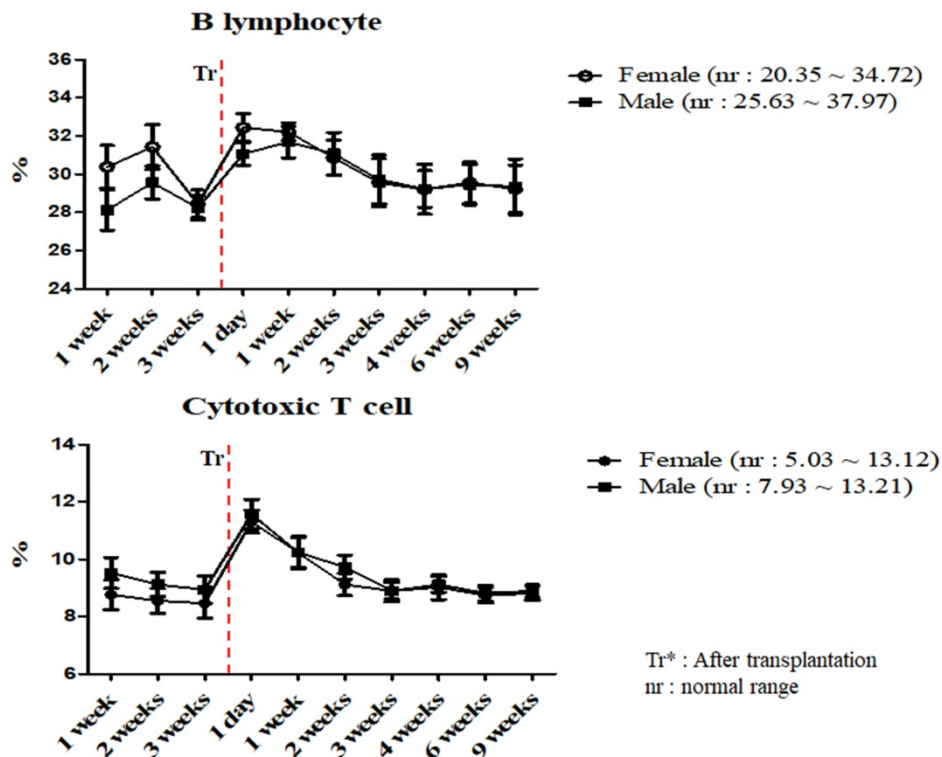 B lymphocyte
36
34
32
30
28
26
24
%
Tr
Female (nr : 20.35 ~ 34.72)
Male (nr : 25.63 ~ 37.97)
1 week
2 weeks
3 weeks
1 day
1 week
2 weeks
3 weeks
4 weeks
6 weeks
9 weeks
Cytotoxic T cell
14
12
10
8
6
%
Tr
Female (nr : 5.03 ~ 13.12)
Male (nr : 7.93 ~ 13.21)
1 week
2 weeks
3 weeks
1 day
1 week
2 weeks
3 weeks
4 weeks
6 weeks
9 weeks
Tr* : After transplantation
nr : normal range